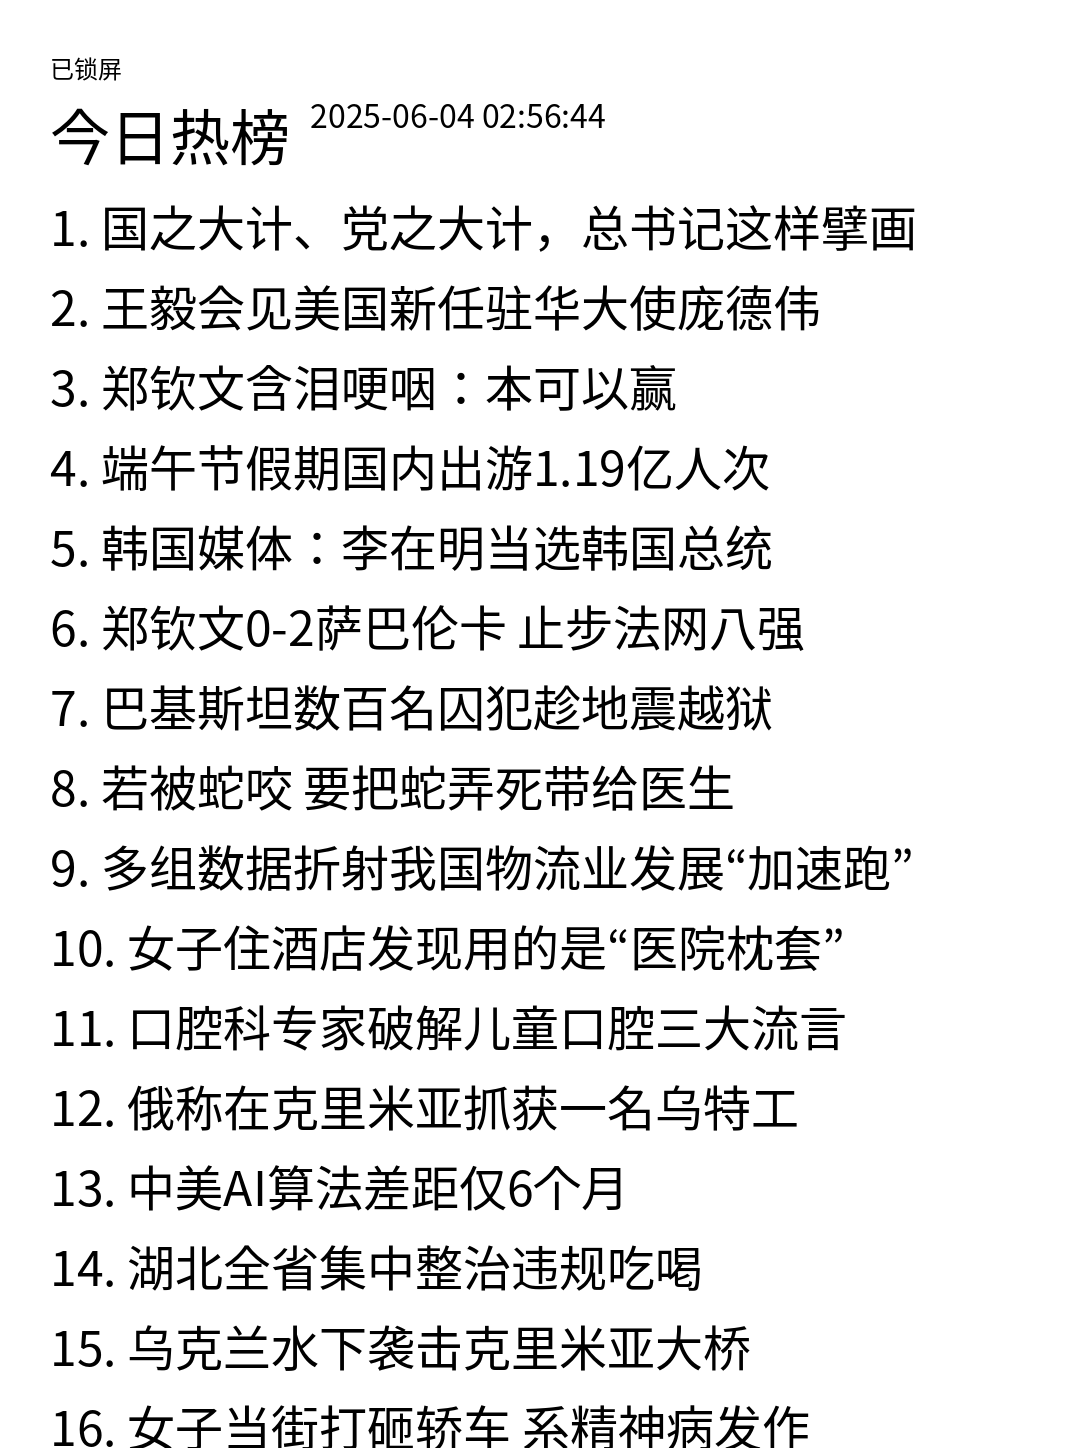 已锁屏
今日热榜 2025-06-04 02:56:44
1. 国之大计、党之大计，总书记这样擘画
2. 王毅会见美国新任驻华大使庞德伟
3. 郑钦文含泪哽咽：本可以赢
4. 端午节假期国内出游1.19亿人次
5. 韩国媒体：李在明当选韩国总统
6. 郑钦文0-2萨巴伦卡 止步法网八强
7. 巴基斯坦数百名囚犯趁地震越狱
8. 若被蛇咬 要把蛇弄死带给医生
9. 多组数据折射我国物流业发展“加速跑”
10. 女子住酒店发现用的是“医院枕套”
11. 口腔科专家破解儿童口腔三大流言
12. 俄称在克里米亚抓获一名乌特工
13. 中美AI算法差距仅6个月
14. 湖北全省集中整治违规吃喝
15. 乌克兰水下袭击克里米亚大桥
16. 女子当街打砸轿车 系精神病发作